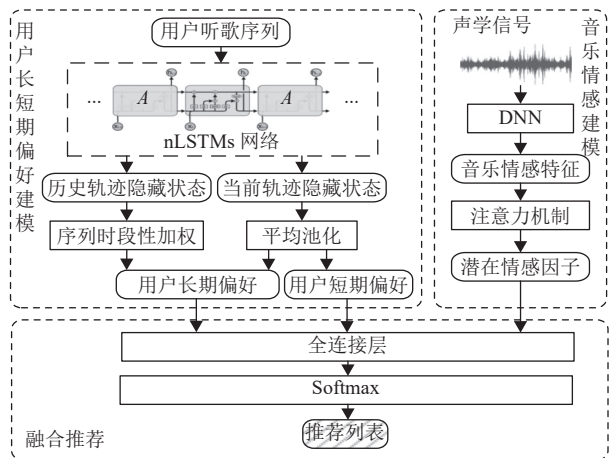 用户长短期偏好建模
用户听歌序列
...
A
A
...
nLSTMs 网络
历史轨迹隐藏状态
当前轨迹隐藏状态
序列时段性加权
平均池化
用户长期偏好
用户短期偏好
声学信号
音乐情感建模
DNN
音乐情感特征
注意力机制
潜在情感因子
全连接层
Softmax
推荐列表
融合推荐